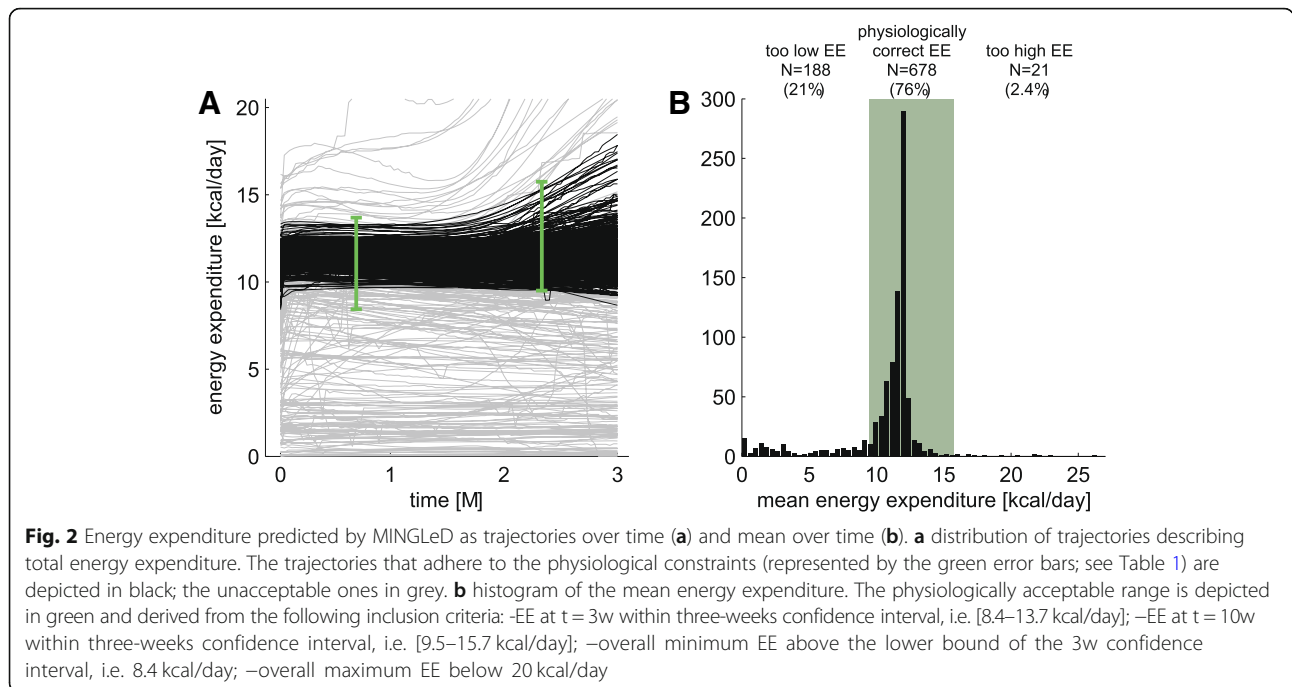 A
20
15
10
5
0
energy expenditure [kcal/day]
0 1 2 3
time [M]
B
too low EE
N=188
(21%)
physiologically
correct EE
N=678
(76%)
too high EE
N=21
(2.4%)
300
250
200
150
100
50
0
0 5 10 15 20 25
mean energy expenditure [kcal/day]
Fig. 2 Energy expenditure predicted by MINGLeD as trajectories over time (a) and mean over time (b). a distribution of trajectories describing
total energy expenditure. The trajectories that adhere to the physiological constraints (represented by the green error bars; see Table 1) are
depicted in black; the unacceptable ones in grey. b histogram of the mean energy expenditure. The physiologically acceptable range is depicted
in green and derived from the following inclusion criteria: -EE at t = 3w within three-weeks confidence interval, i.e. [8.4–13.7 kcal/day]; −EE at t = 10w
within three-weeks confidence interval, i.e. [9.5–15.7 kcal/day]; −overall minimum EE above the lower bound of the 3w confidence
interval, i.e. 8.4 kcal/day; −overall maximum EE below 20 kcal/day